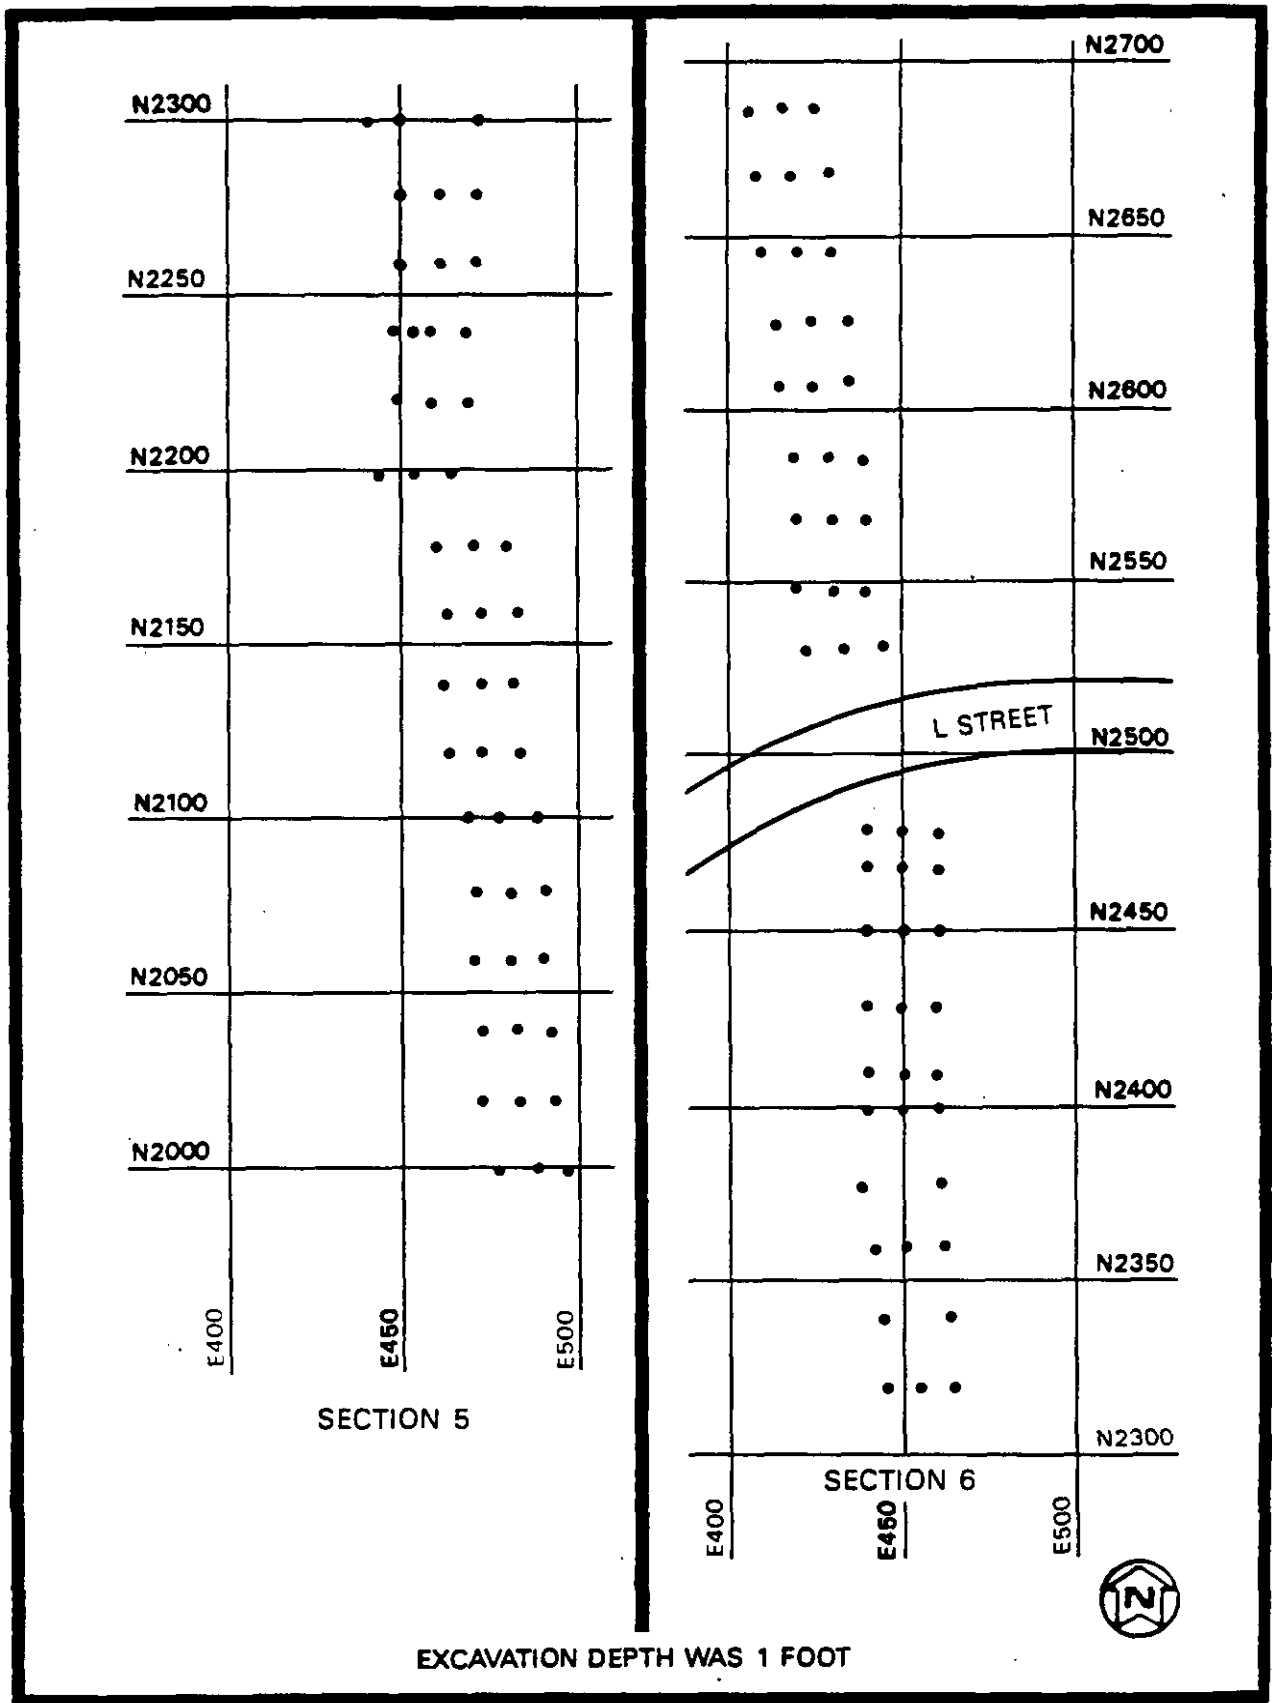 N2300
N2250
N2200
N2150
N2100
N2050
N2000
E400
E450
E500
SECTION 5
N2700
N2650
N2600
N2550
L STREET
N2500
N2450
N2400
N2350
N2300
SECTION 6
E400
E450
E500
N
EXCAVATION DEPTH WAS 1 FOOT